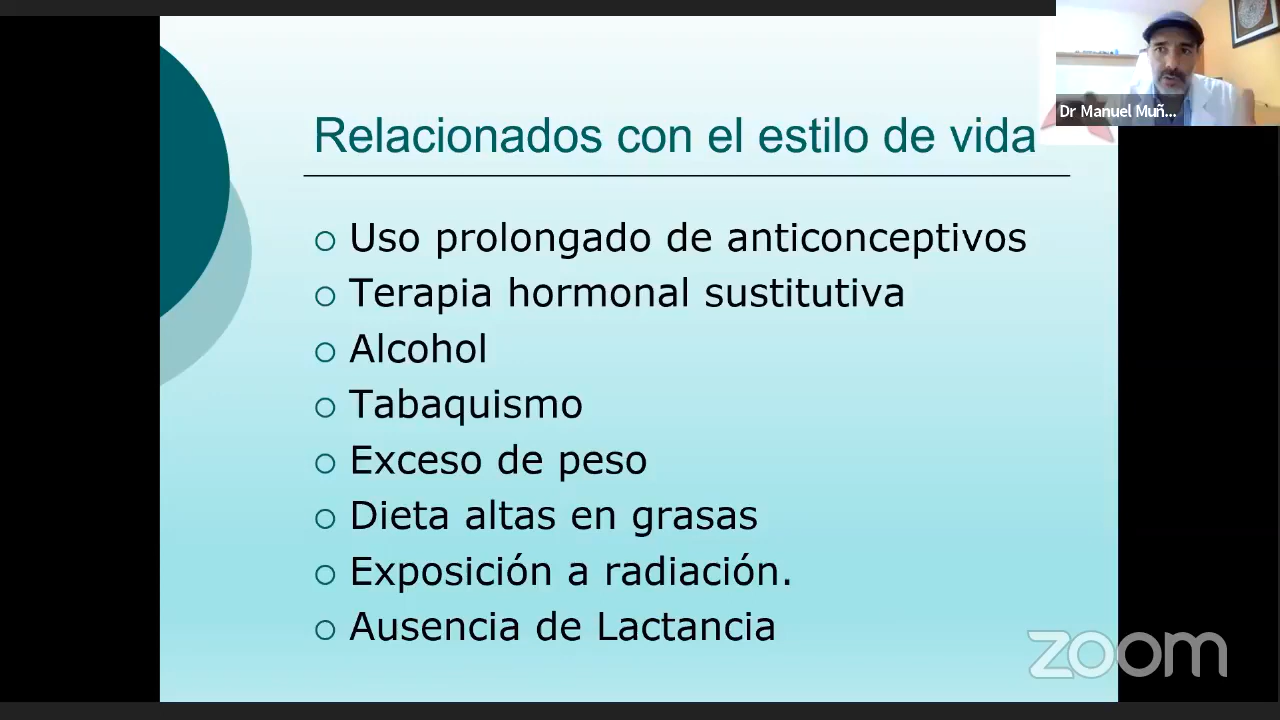 Relacionados con el estilo de vida
Uso prolongado de anticonceptivos
Terapia hormonal sustitutiva
Alcohol
Tabaquismo
Exceso de peso
Dieta altas en grasas
Exposición a radiación.
Ausencia de Lactancia
Dr Manuel Muñ...
zoom